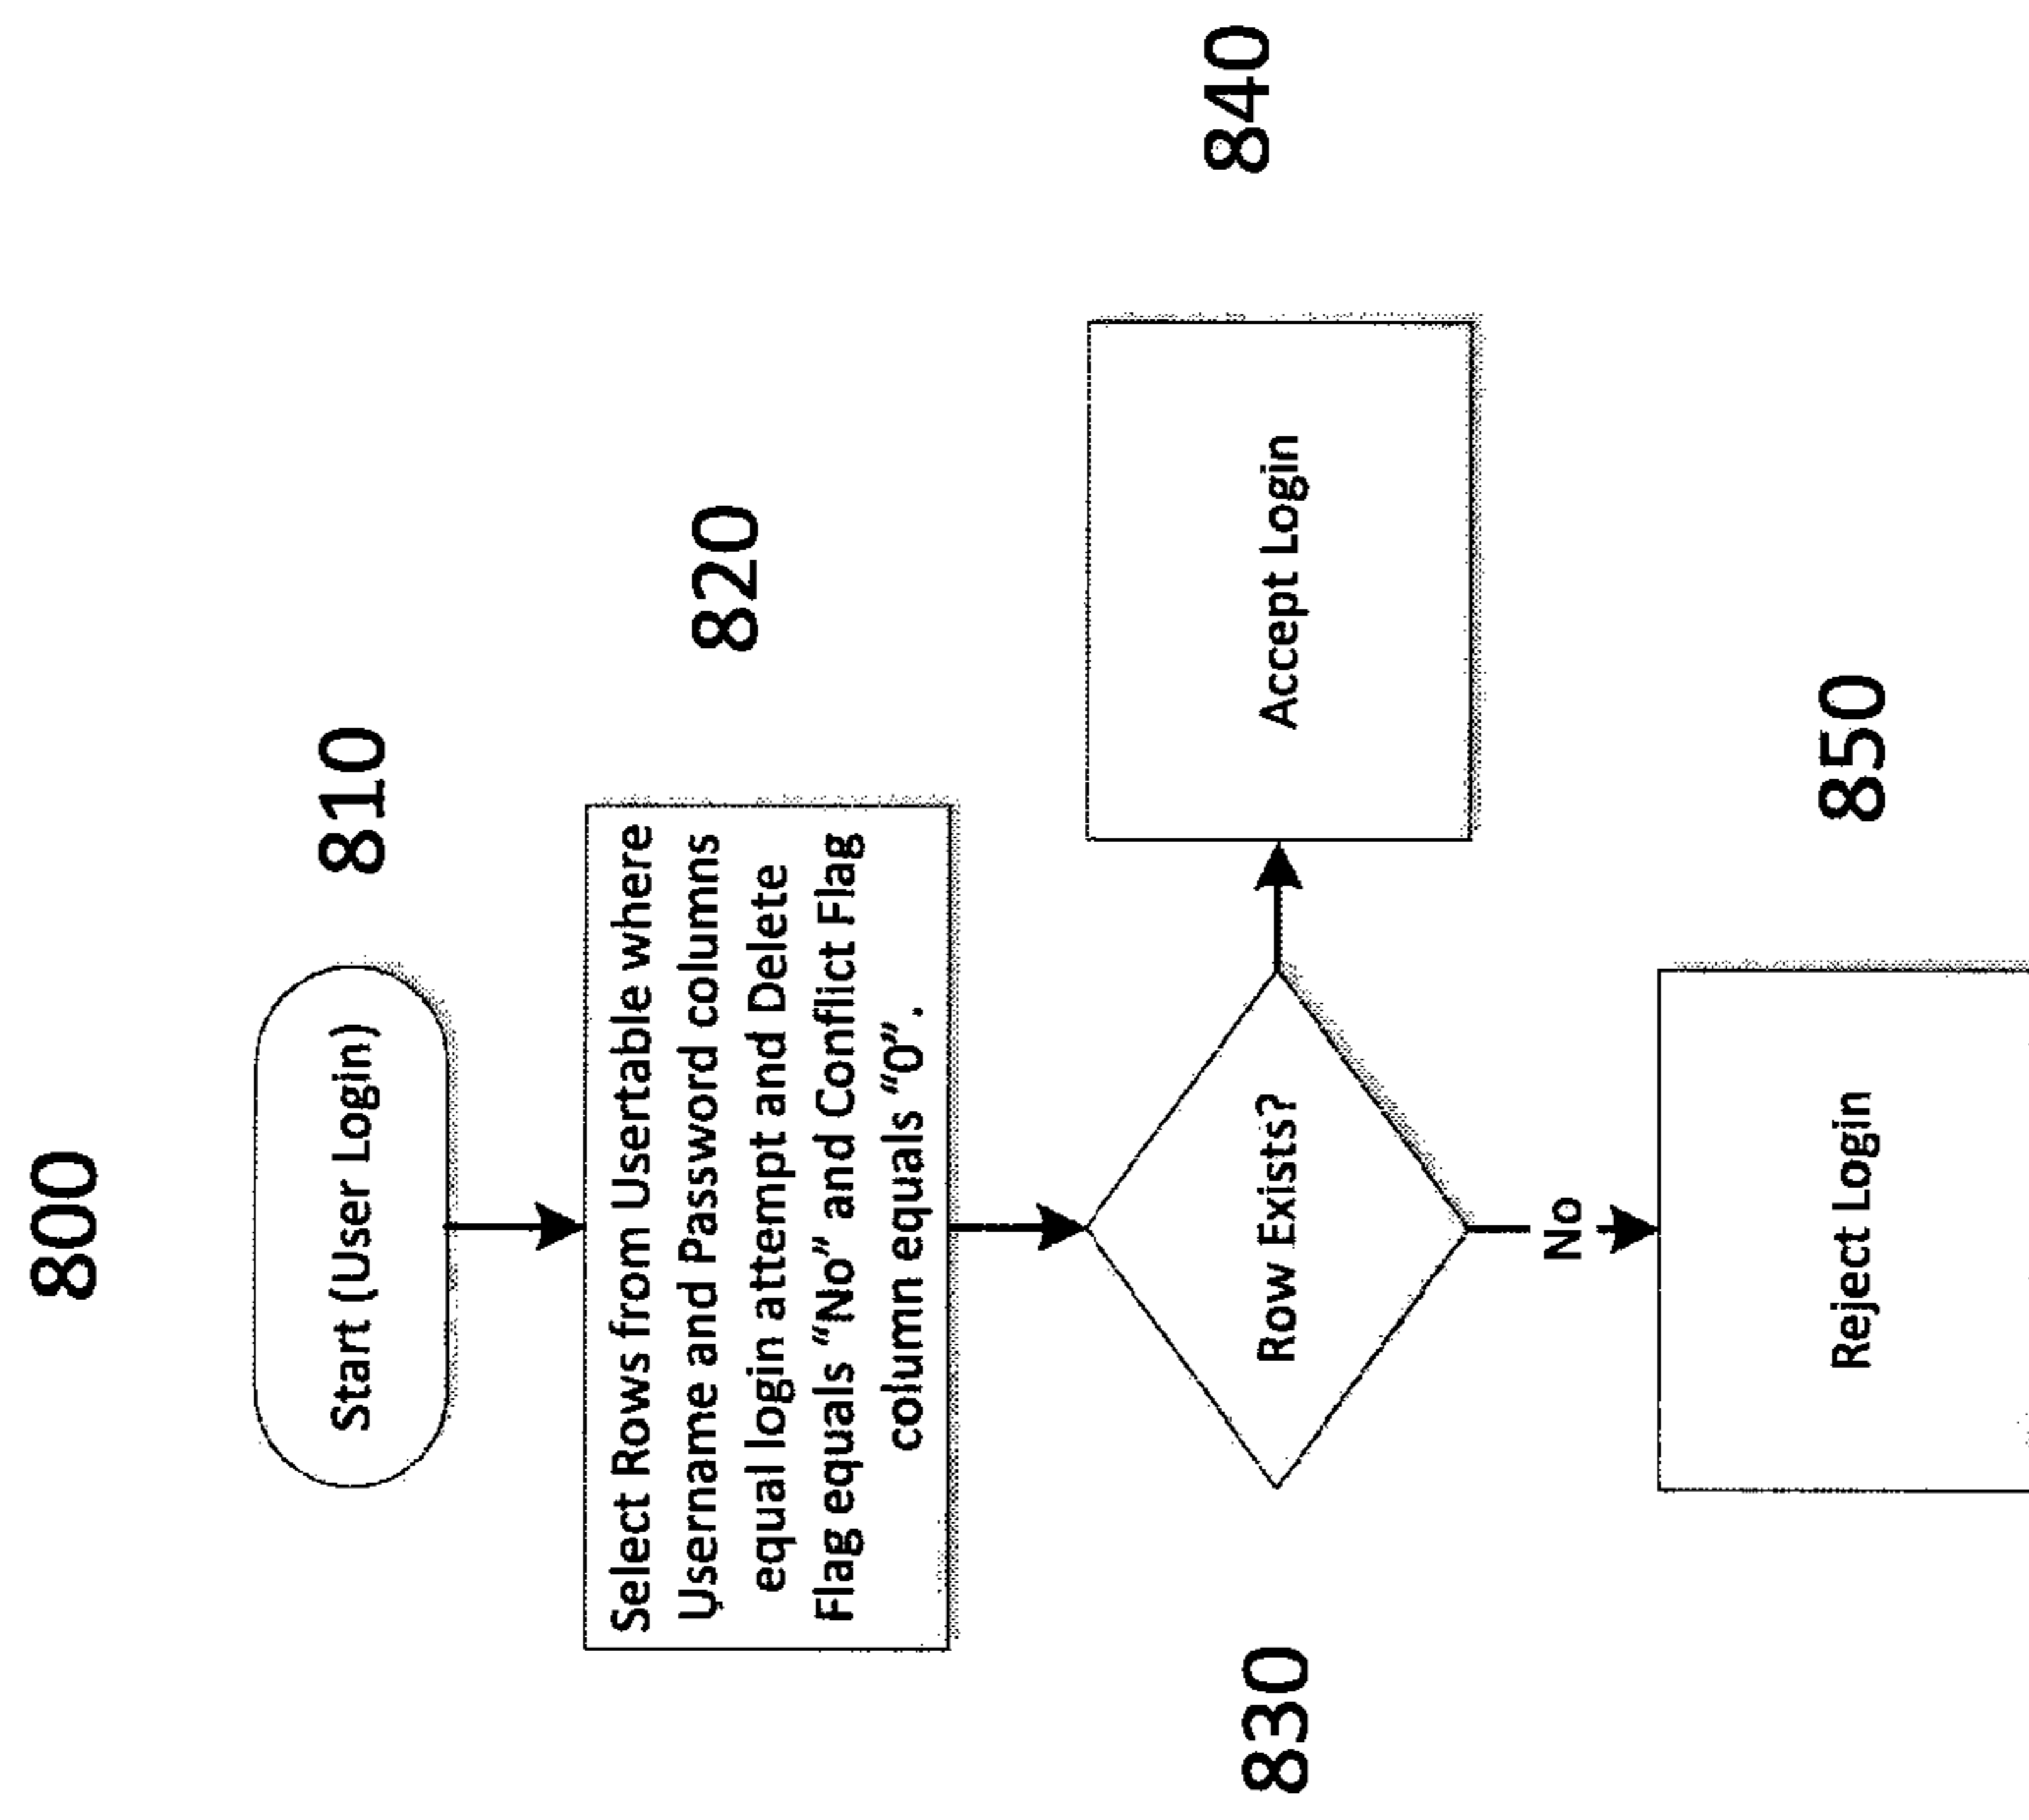 800
Start (User Login)
810
Select Rows from Usertable where
Username and Password columns
equal login attempt and Delete
Flag equals “No” and Conflict Flag
column equals “0”.
820
830
Row Exists?
Accept Login
840
No
Reject Login
850